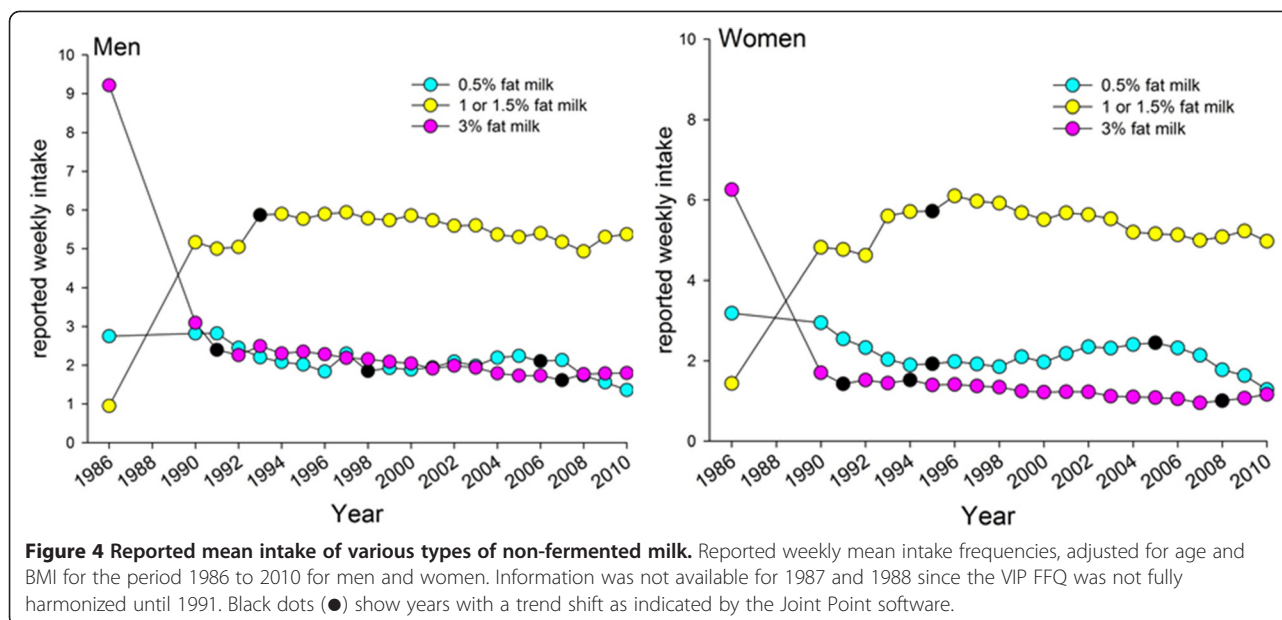 Men
10
9
8
7
6
5
4
3
2
1
0
reported weekly intake
0.5% fat milk
1 or 1.5% fat milk
3% fat milk
1986
1988
1990
1992
1994
1996
1998
2000
2002
2004
2006
2008
2010
Year
Women
10
8
6
4
2
0
reported weekly intake
0.5% fat milk
1 or 1.5% fat milk
3% fat milk
1986
1988
1990
1992
1994
1996
1998
2000
2002
2004
2006
2008
2010
Year
Figure 4 Reported mean intake of various types of non-fermented milk. Reported weekly mean intake frequencies, adjusted for age and
BMI for the period 1986 to 2010 for men and women. Information was not available for 1987 and 1988 since the VIP FFQ was not fully
harmonized until 1991. Black dots (●) show years with a trend shift as indicated by the Joint Point software.